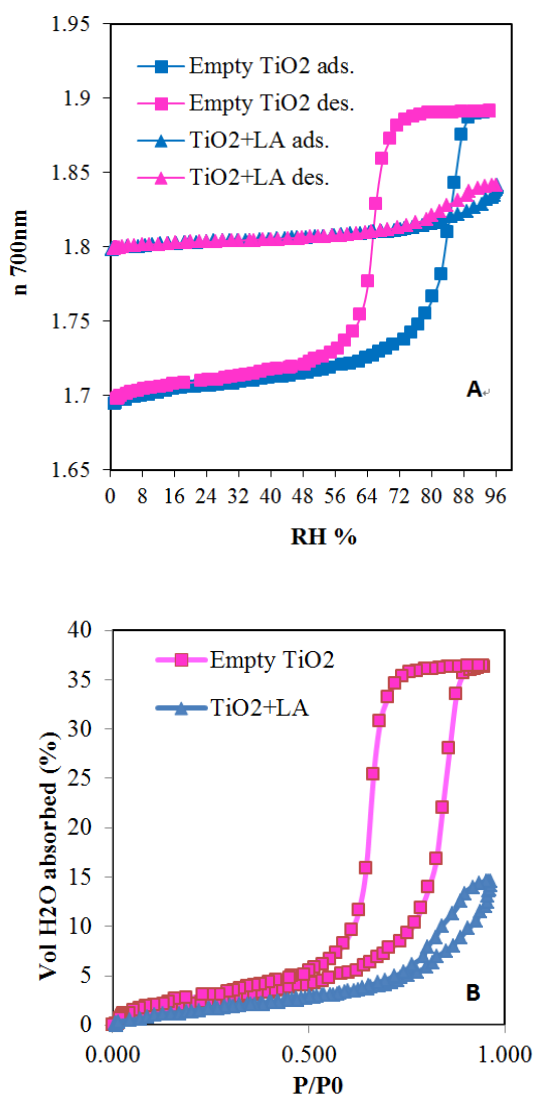 1.95
1.9
1.85
1.8
1.75
1.7
1.65
n 700nm
Empty TiO2 ads.
Empty TiO2 des.
TiO2+LA ads.
TiO2+LA des.
A
0 8 16 24 32 40 48 56 64 72 80 88 96
RH %
40
35
30
25
20
15
10
5
0
Vol H2O absorbed (%)
Empty TiO2
TiO2+LA
B
0.000 0.500 1.000
P/P0